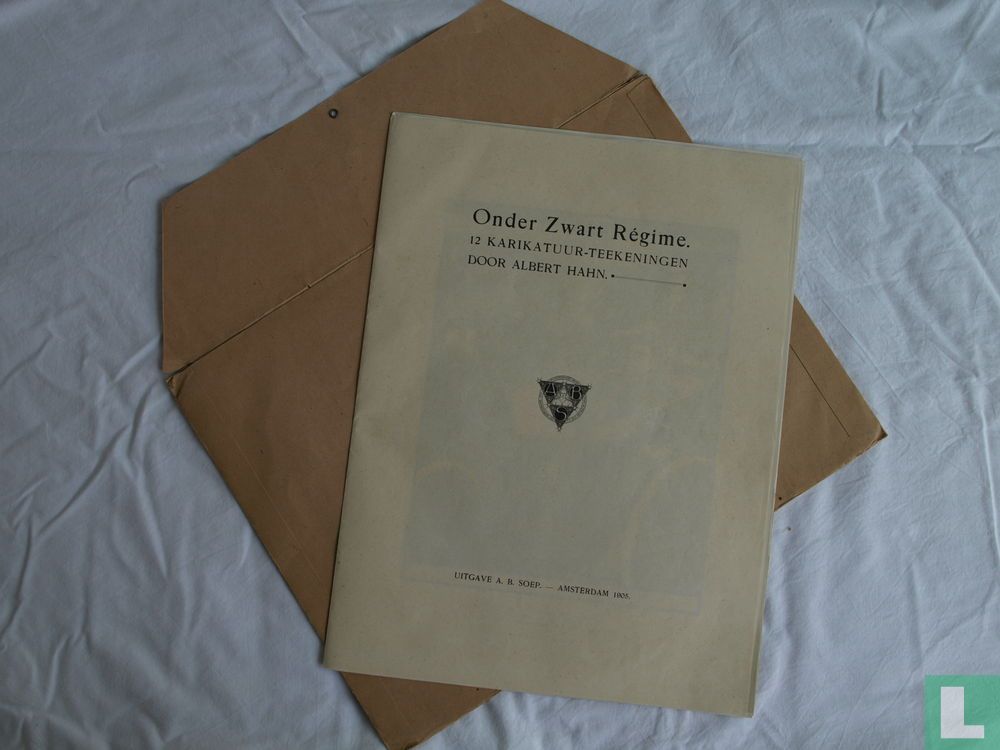 Onder Zwart Régime.
12 KARIKATUUR-TEEKENINGEN
DOOR ALBERT HAHN.
A B
S
UITGAVE A. B. SOEP. — AMSTERDAM 1905.
L